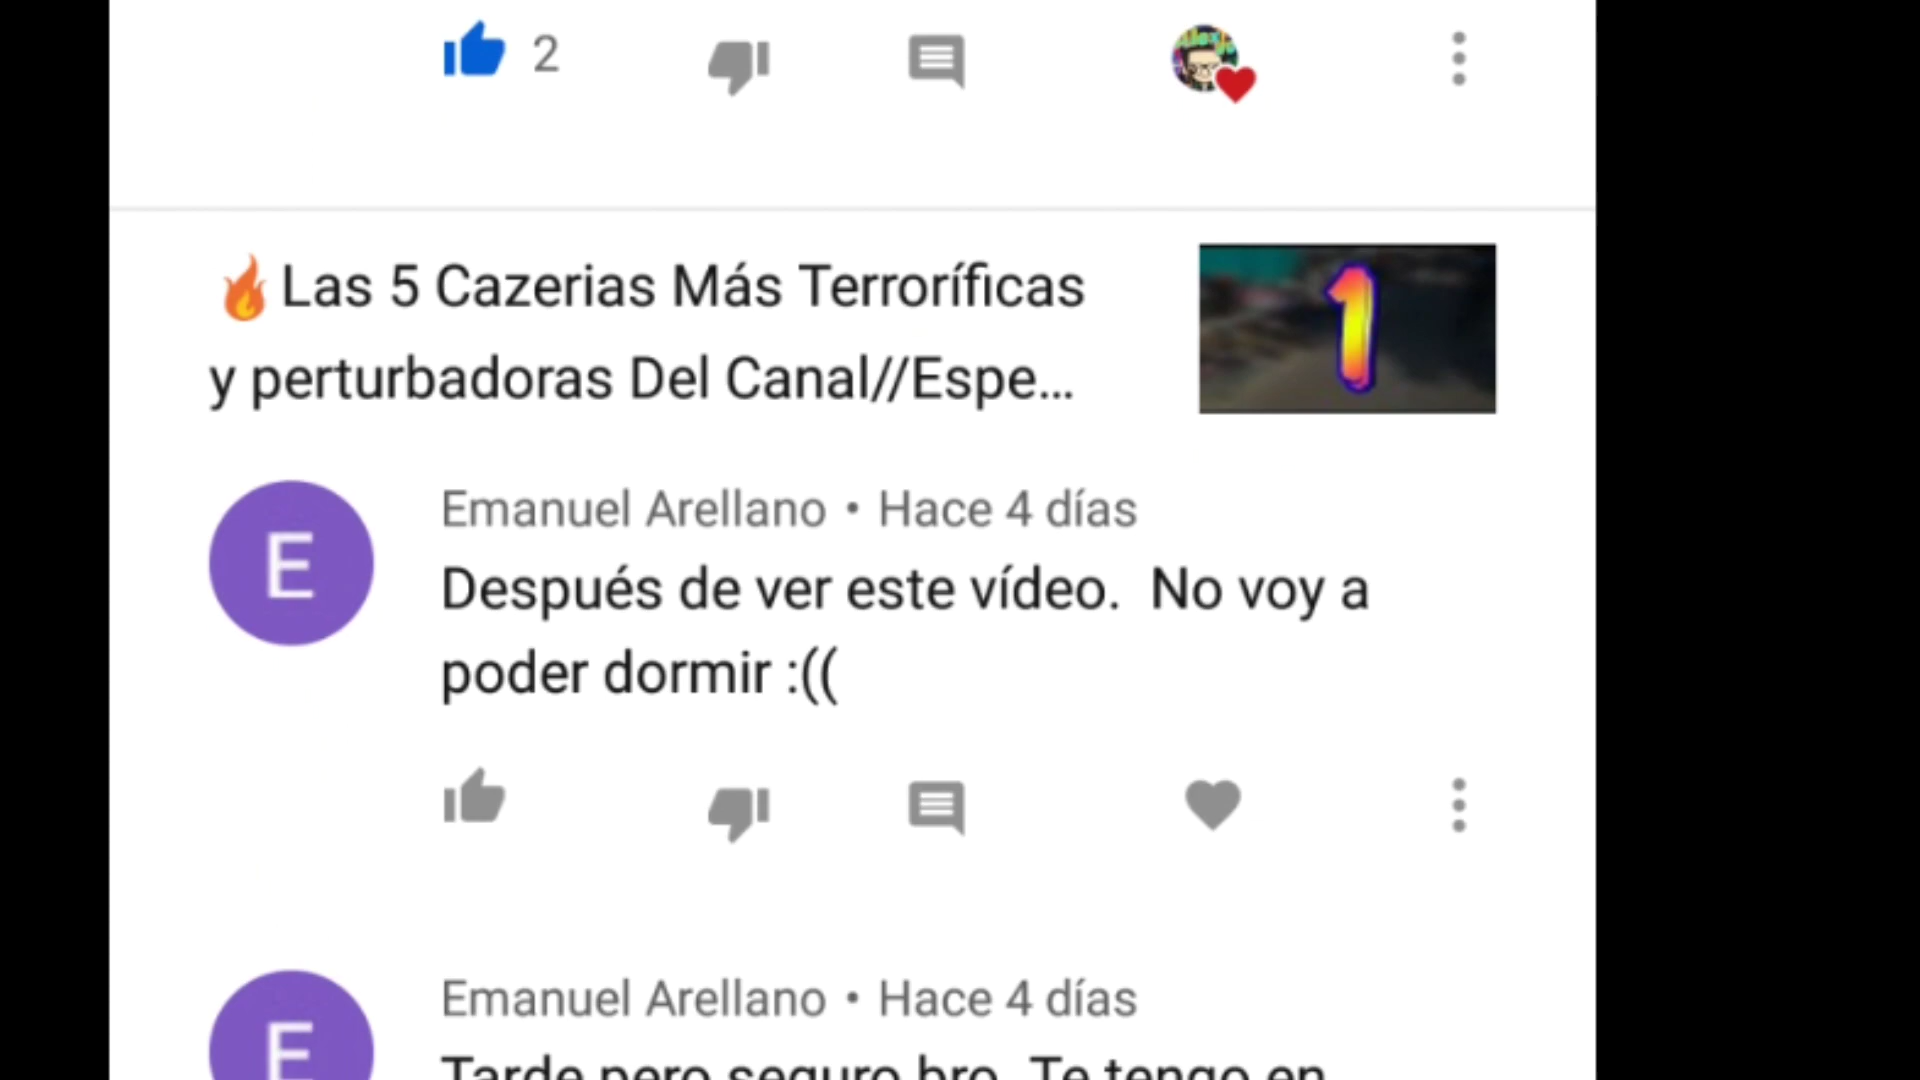 2
🔥Las 5 Cazerias Más Terroríficas
y perturbadoras Del Canal//Espe...
1
Emanuel Arellano • Hace 4 días
E
Después de ver este vídeo.  No voy a
poder dormir :((
Emanuel Arellano • Hace 4 días
E
Tarde pero seguro bro. Te tengo en